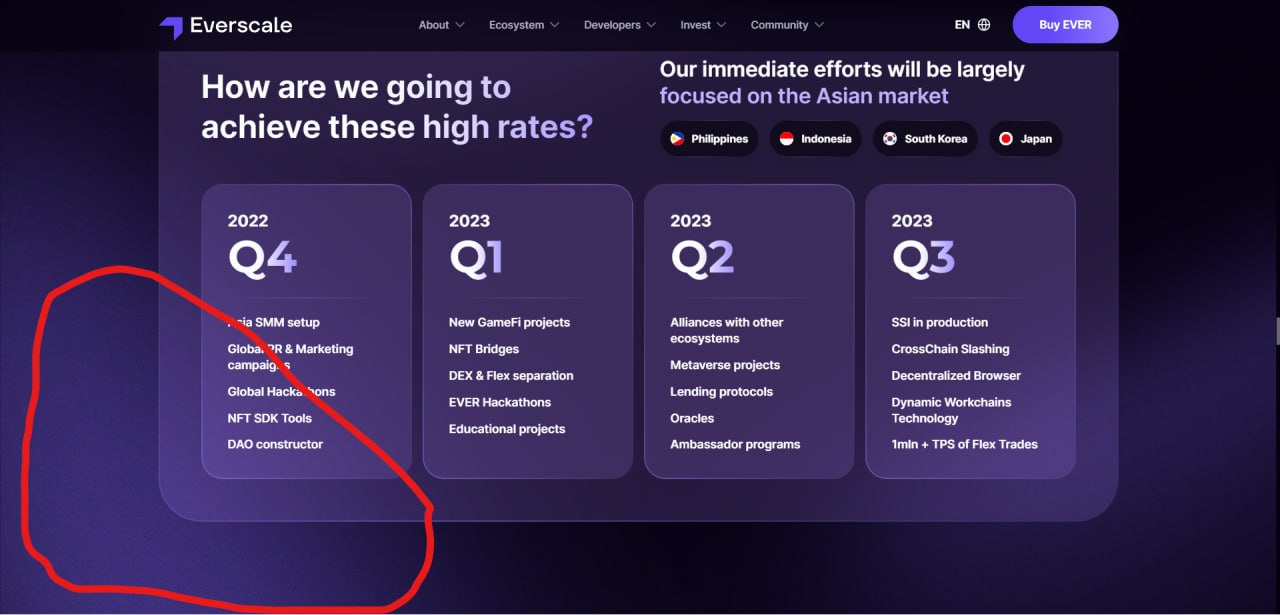 Everscale
About
Ecosystem
Developers
Invest
Community
EN
Buy EVER
How are we going to
achieve these high rates?
Our immediate efforts will be largely
focused on the Asian market
Philippines
Indonesia
South Korea
Japan
2022
Q4
Asia SMM setup
Global PR & Marketing
campaigns
Global Hackathons
NFT SDK Tools
DAO constructor
2023
Q1
New GameFi projects
NFT Bridges
DEX & Flex separation
EVER Hackathons
Educational projects
2023
Q2
Alliances with other
ecosystems
Metaverse projects
Lending protocols
Oracles
Ambassador programs
2023
Q3
SSI in production
CrossChain Slashing
Decentralized Browser
Dynamic Workchains
Technology
1mln + TPS of Flex Trades